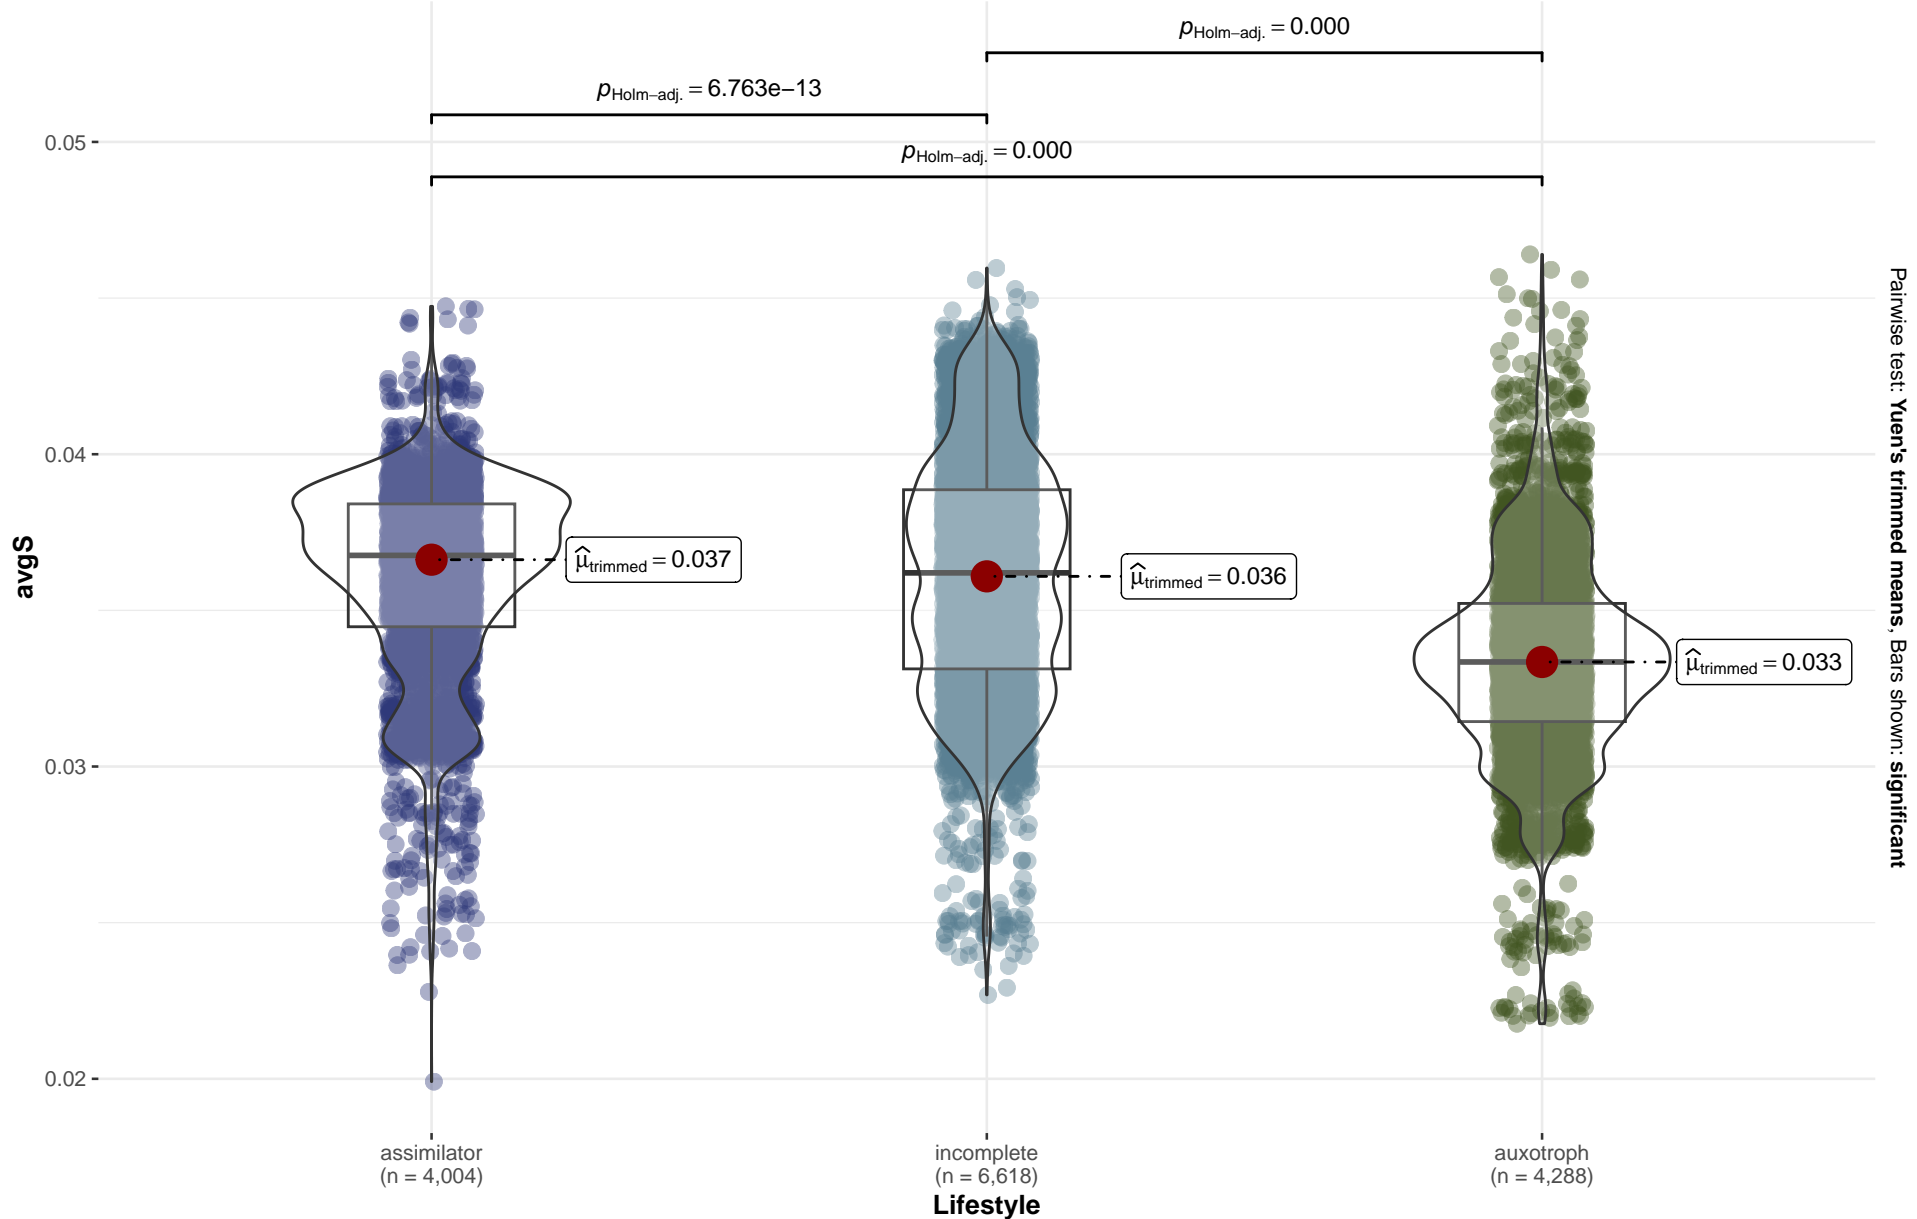 pHolm−adj. = 0.000
pHolm−adj. = 6.763e−13
pHolm−adj. = 0.000
0.05
0.04
0.03
0.02
avgS
μ̂trimmed = 0.037
μ̂trimmed = 0.036
μ̂trimmed = 0.033
Pairwise test: Yuen's trimmed means, Bars shown: significant
assimilator
(n = 4,004)
incomplete
(n = 6,618)
auxotroph
(n = 4,288)
Lifestyle